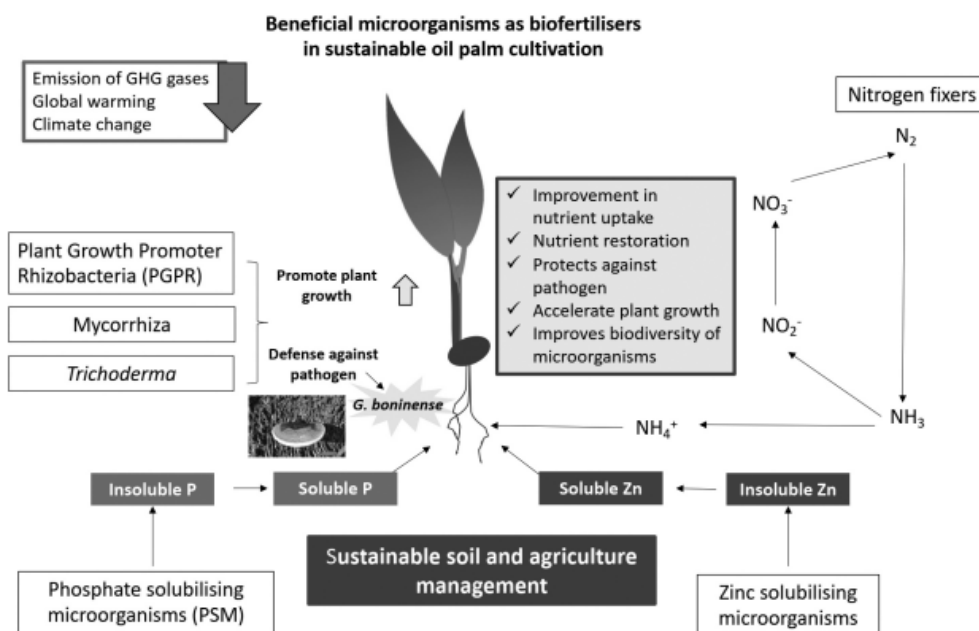 Beneficial microorganisms as biofertilisers
in sustainable oil palm cultivation
Emission of GHG gases
Global warming
Climate change
Nitrogen fixers
N₂
✓ Improvement in
nutrient uptake
✓ Nutrient restoration
✓ Protects against
pathogen
✓ Accelerate plant growth
✓ Improves biodiversity of
microorganisms
NO₃⁻
NO₂⁻
NH₃
NH₄⁺
Plant Growth Promoter
Rhizobacteria (PGPR)
Mycorrhiza
Trichoderma
Promote plant
growth
Defense against
pathogen
G. boninense
Insoluble P
Soluble P
Soluble Zn
Insoluble Zn
Phosphate solubilising
microorganisms (PSM)
Sustainable soil and agriculture
management
Zinc solubilising
microorganisms